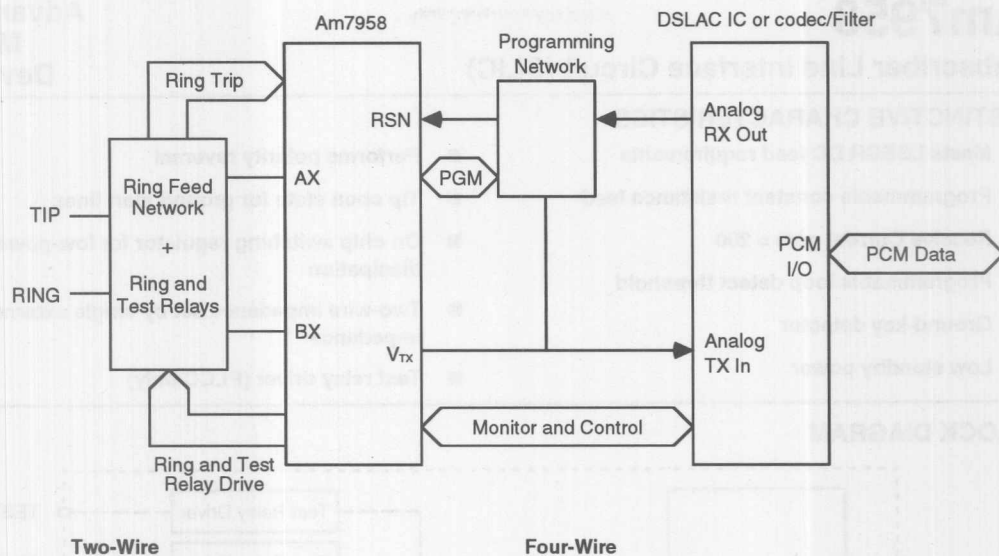 Am7958
DSLAC IC or codec/Filter
Programming
Network
Ring Trip
RSN
Analog
RX Out
PGM
AX
Ring Feed
Network
TIP
PCM
I/O
PCM Data
RING
Ring and
Test Relays
BX
VTX
Analog
TX In
Monitor and Control
Ring and Test
Relay Drive
Two-Wire
Four-Wire